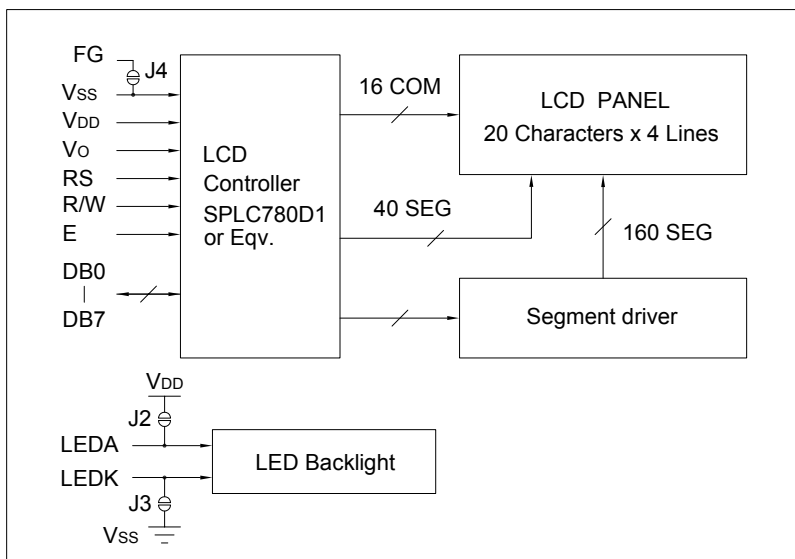 FG
J4
VSS
VDD
VO
RS
R/W
E
DB0
DB7
LCD
Controller
SPLC780D1
or Eqv.
16 COM
LCD PANEL
20 Characters x 4 Lines
40 SEG
160 SEG
Segment driver
VDD
J2
LEDA
LEDK
J3
VSS
LED Backlight